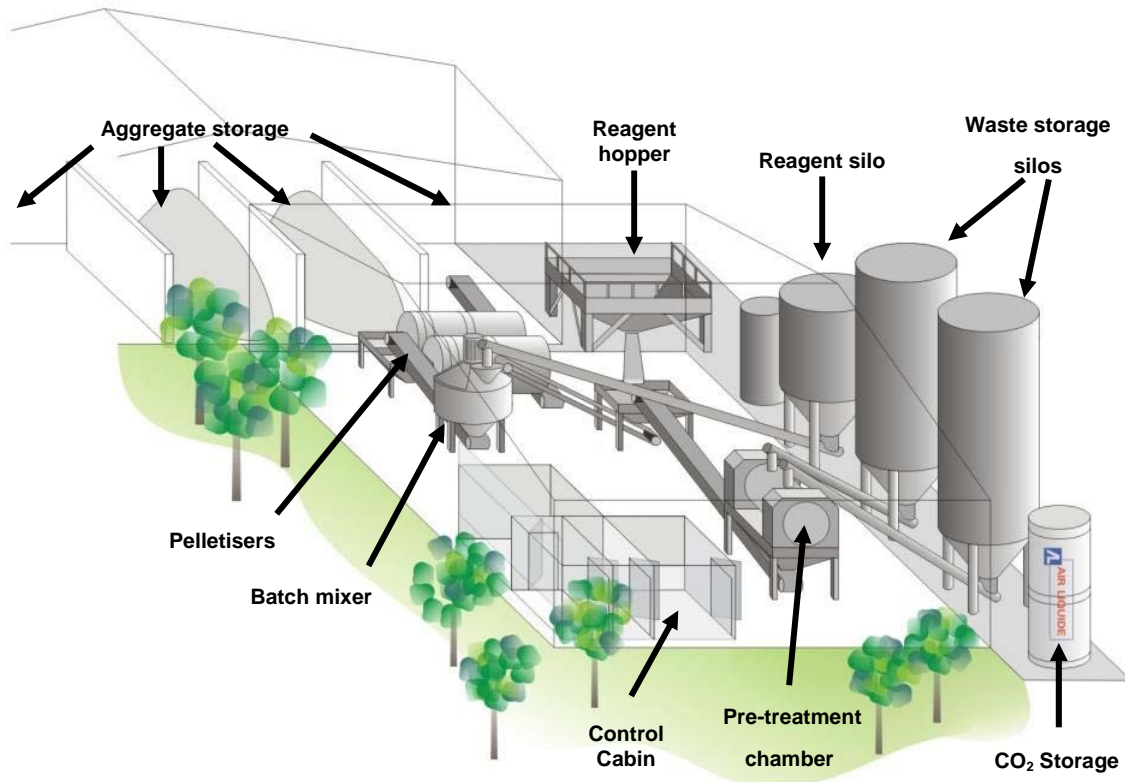 Aggregate storage
Reagent
hopper
Reagent silo
Waste storage
silos
Pelletisers
Batch mixer
Control
Cabin
Pre-treatment
chamber
AIR LIQUIDE
CO₂ Storage